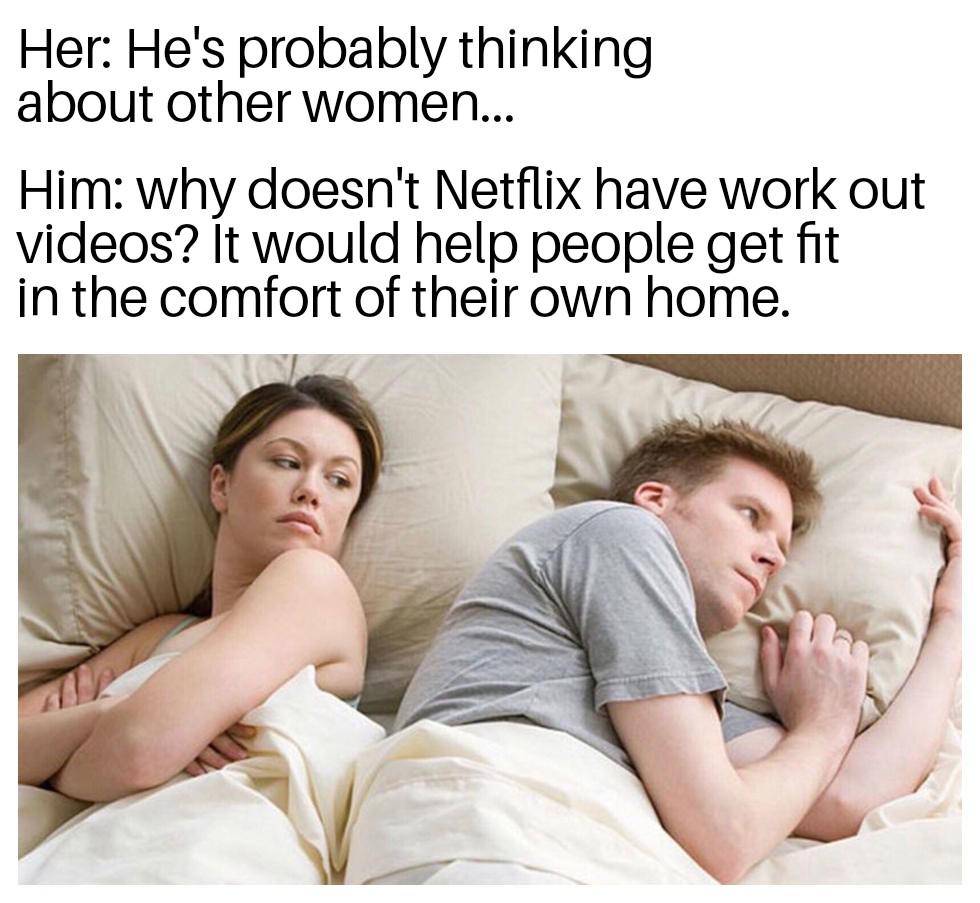 Her: He's probably thinking
about other women...
Him: why doesn't Netflix have work out
videos? It would help people get fit
in the comfort of their own home.